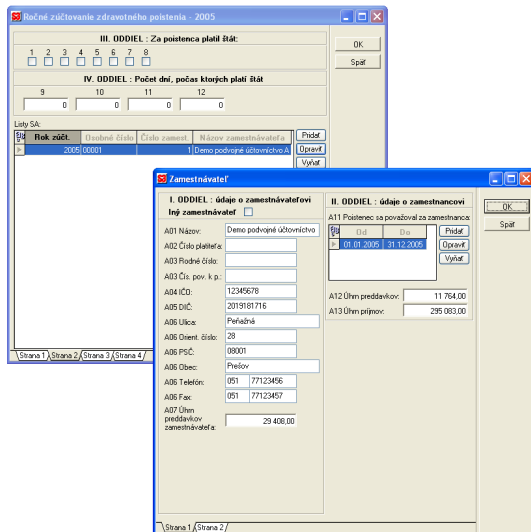 Ročné zúčtovanie zdravotného poistenia - 2005
III. ODDIEL : Za poistenca platil štát:
1 2 3 4 5 6 7 8
IV. ODDIEL : Počet dní, počas ktorých platí štát
9 10 11 12
0 0 0 0
OK
Späť
Listy SA:
Rok zúčt. Osobné číslo Číslo zamest. Názov zamestnávateľa
2005 00001 1 Demo podvojné účtovníctvo A
Pridať
Opraviť
Vyňať
Strana 1 Strana 2 Strana 3 Strana 4
Zamestnávateľ
I. ODDIEL : údaje o zamestnávateľovi
Iný zamestnávateľ
A01 Názov: Demo podvojné účtovníctvo
A02 Číslo platiteľa:
A03 Rodné číslo:
A03 Čís. pov. k p.:
A04 IČO: 12345678
A05 DIČ: 2019181716
A06 Ulica: Peňažná
A06 Orient. číslo: 28
A06 PSČ: 08001
A06 Obec: Prešov
A06 Telefón: 051 77123456
A06 Fax: 051 77123457
A07 Úhrn
preddavkov
zamestnávateľa: 29 408,00
II. ODDIEL : údaje o zamestnancovi
A11 Poistenec sa považoval za zamestnanca:
Od Do
01.01.2005 31.12.2005
Pridať
Opraviť
Vyňať
A12 Úhrn preddavkov: 11 764,00
A13 Úhrn príjmov: 295 083,00
OK
Späť
Strana 1 Strana 2